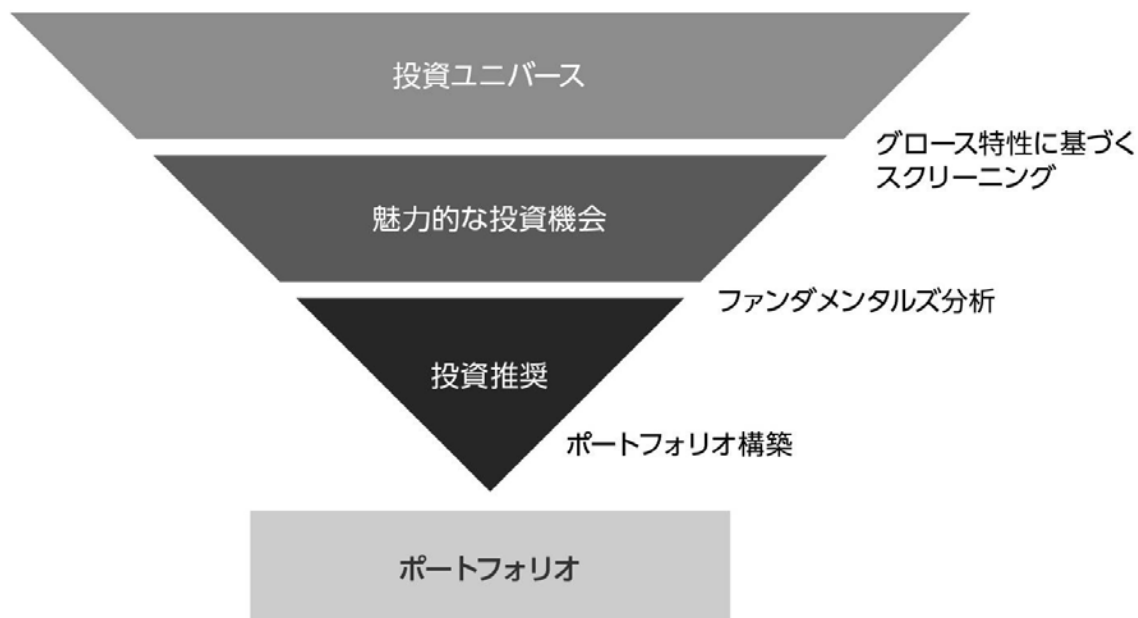 投資ユニバース
グロース特性に基づく
スクリーニング
魅力的な投資機会
ファンダメンタルズ分析
投資推奨
ポートフォリオ構築
ポートフォリオ